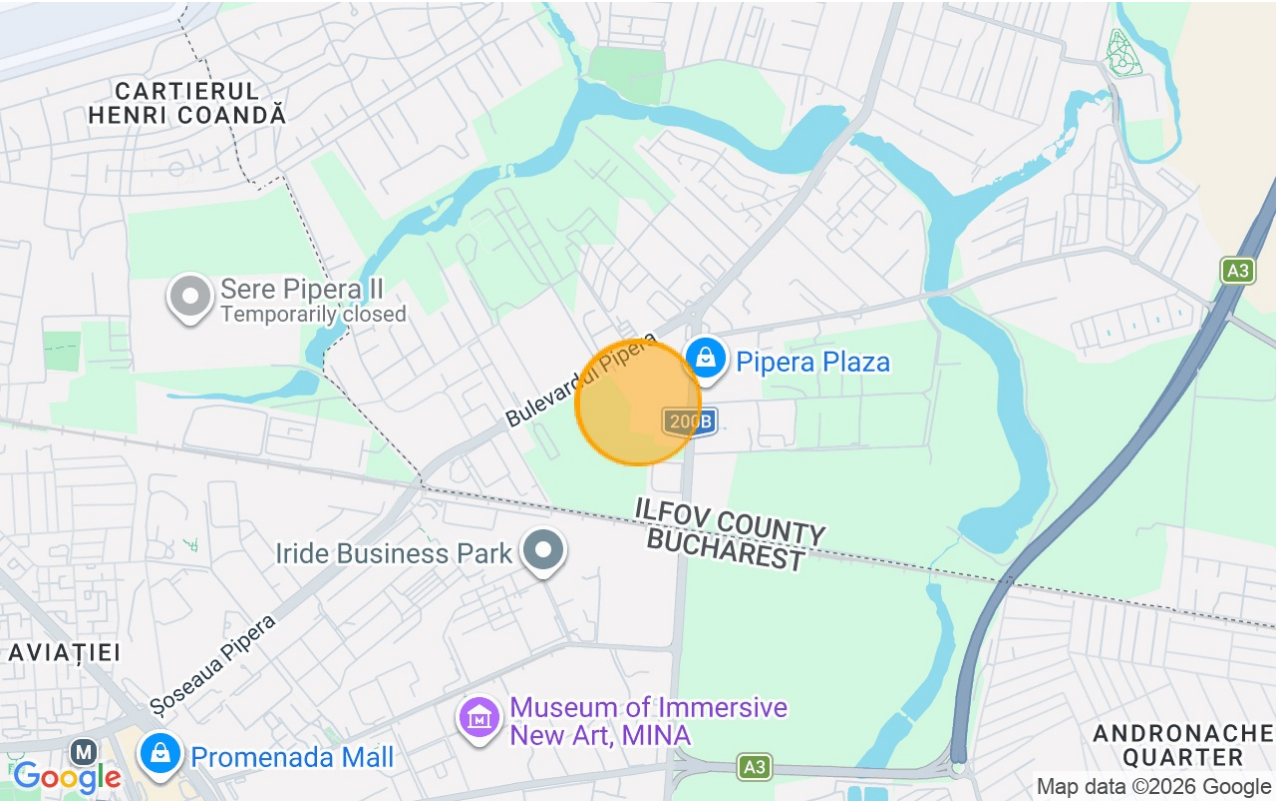 CARTIERUL
HENRI COANDĂ
A3
Sere Pipera II
Temporarily closed
Bulevardul Pipera
Pipera Plaza
200B
ILFOV COUNTY
BUCHAREST
Iride Business Park
AVIAȚIEI
Șoseaua Pipera
Museum of Immersive
New Art, MINA
ANDRONACHE
QUARTER
M
Promenada Mall
A3
Google
Map data ©2026 Google